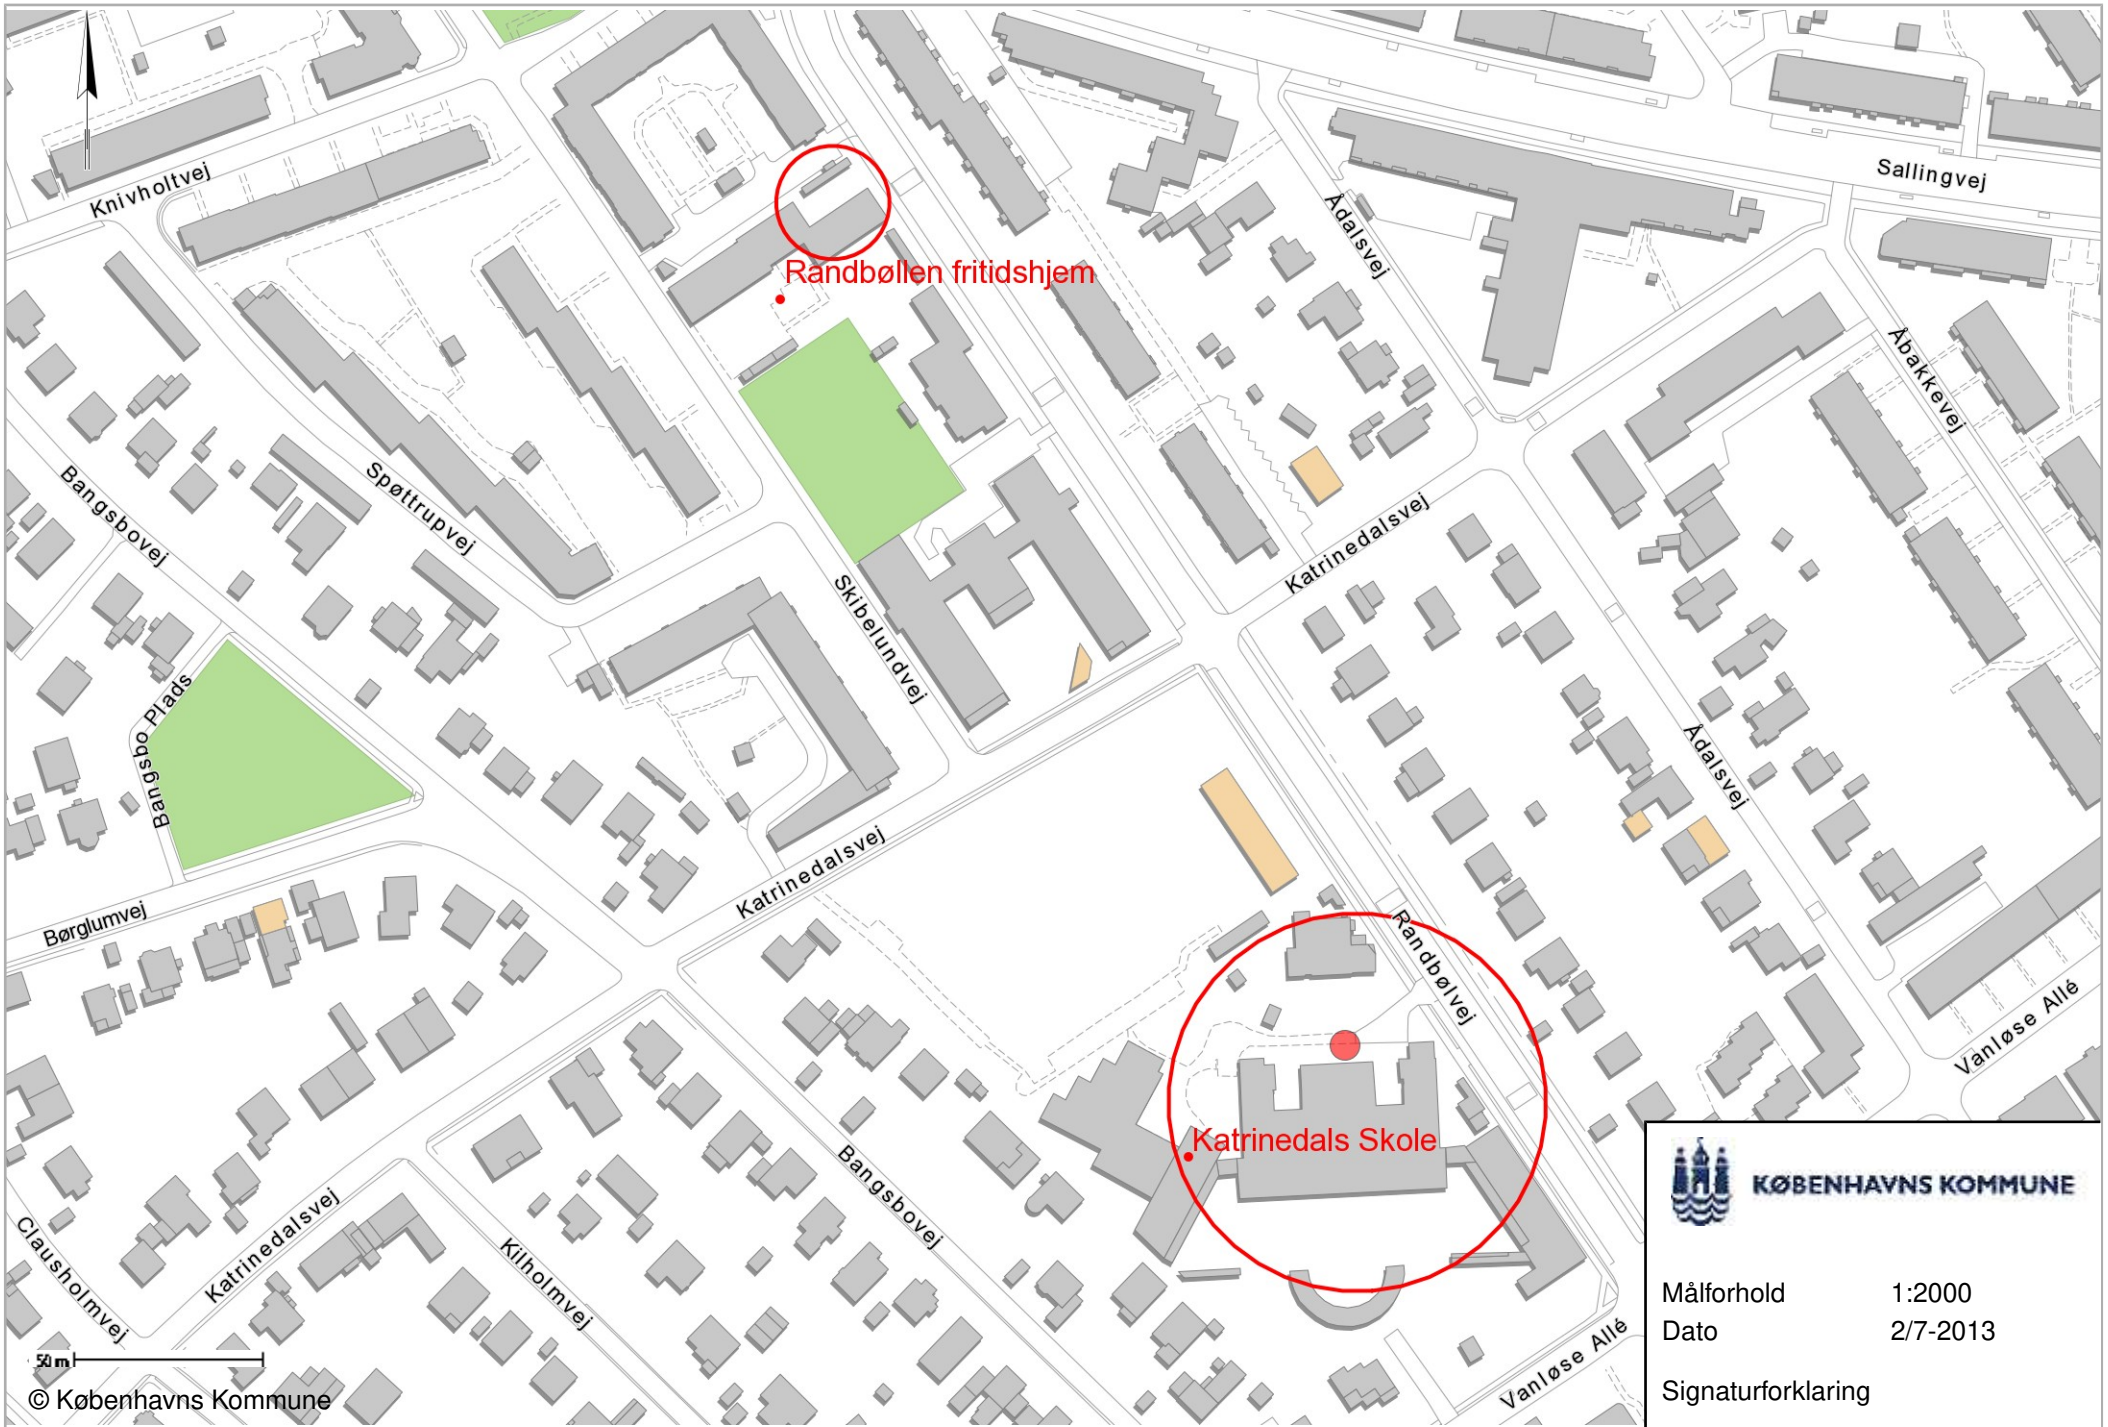 Sallingvej
Knivholtvej
Ådalsvej
Randbøllen fritidshjem
Åbakkevej
Bangsbovej
Spøttrupvej
Katrinedalsvej
Skibelundvej
Bangsbo Plads
Ådalsvej
Katrinedalsvej
Børglumvej
Randbølvej
Vanløse Allé
Katrinedals Skole
Bangsbovej
Clausholmvej
Katrinedalsvej
Kilholmvej
Vanløse Allé
KØBENHAVNS KOMMUNE
Målforhold 1:2000
Dato 2/7-2013
Signaturforklaring
50 m
© Københavns Kommune